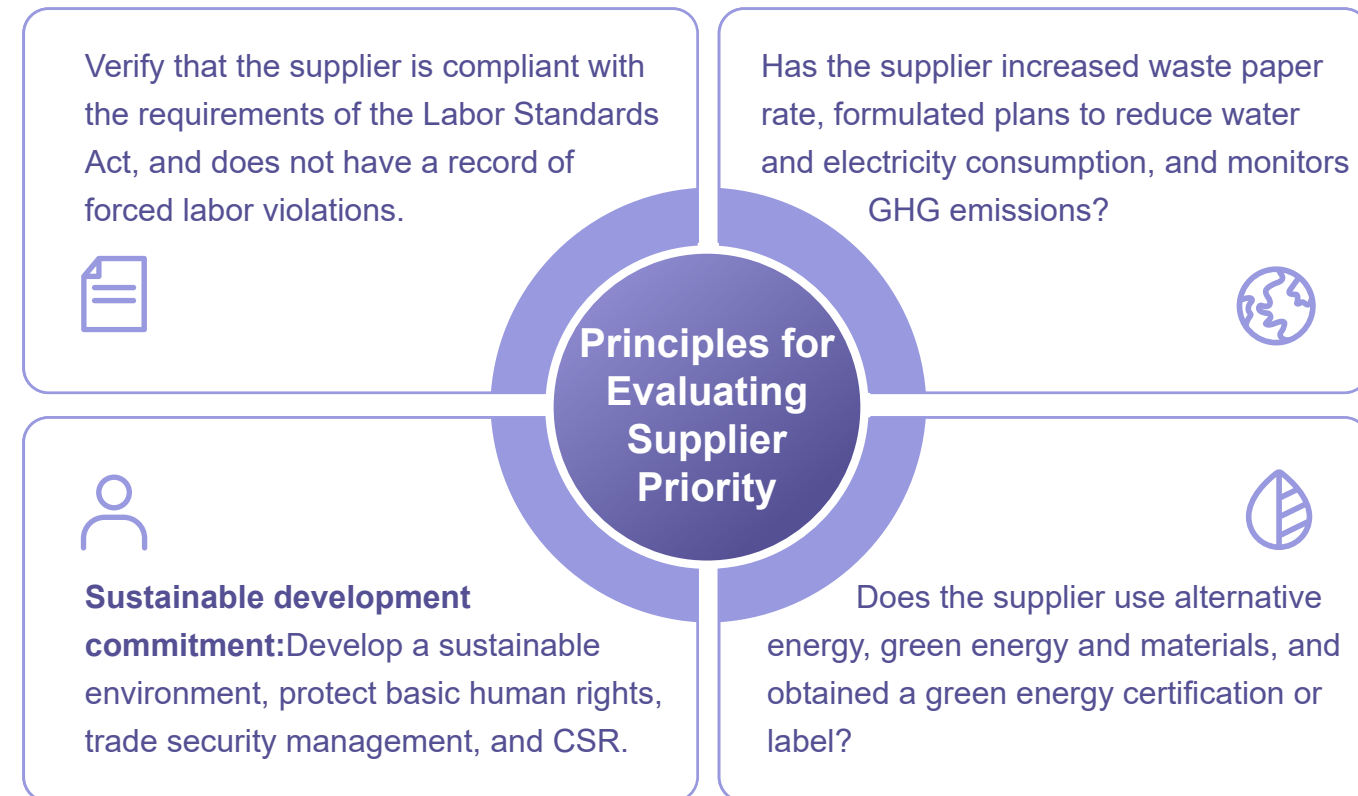 Verify that the supplier is compliant with
the requirements of the Labor Standards
Act, and does not have a record of
forced labor violations.
Has the supplier increased waste paper
rate, formulated plans to reduce water
and electricity consumption, and monitors
GHG emissions?
Principles for
Evaluating
Supplier
Priority
Sustainable development
commitment:Develop a sustainable
environment, protect basic human rights,
trade security management, and CSR.
Does the supplier use alternative
energy, green energy and materials, and
obtained a green energy certification or
label?